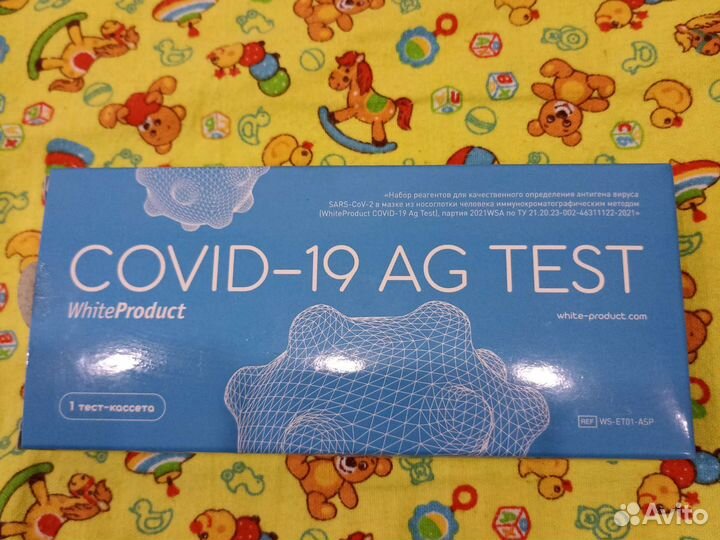 «Набор реагентов для качественного определения антигена вируса
SARS-CoV-2 в мазке из носоглотки человека иммунохроматографическим методом
(WhiteProduct COVID-19 Ag Test), партия 2021WSA по ТУ 21.20.23-002-46311122-2021»
COVID-19 AG TEST
WhiteProduct
white-product.com
1 тест-кассета
REF WS-ET01-ASP
Avito